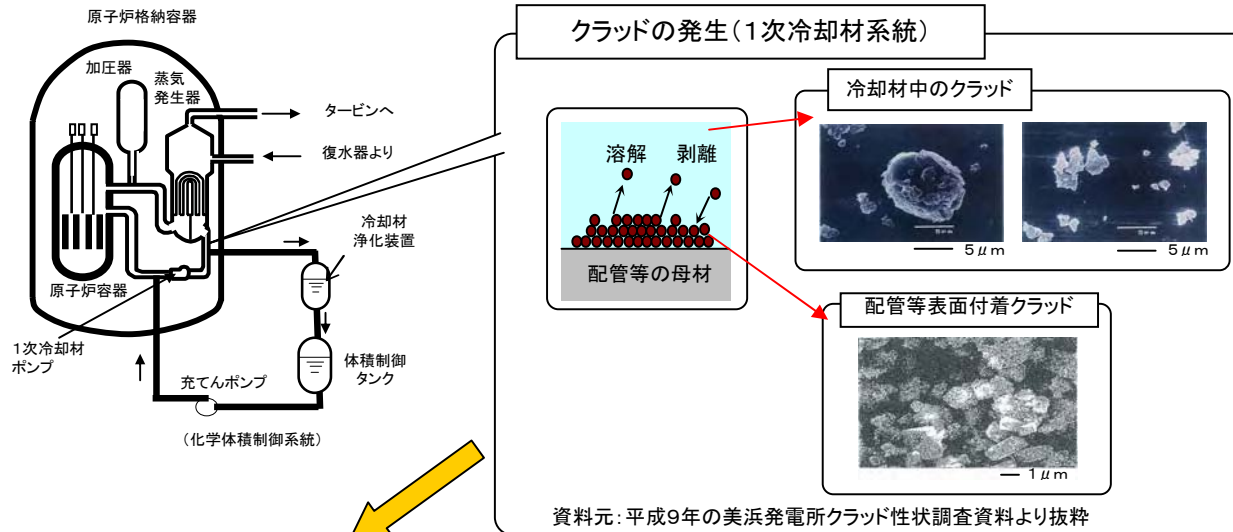 原子炉格納容器
加圧器
蒸気
発生器
タービンへ
復水器より
冷却材
浄化装置
原子炉容器
1次冷却材
ポンプ
充てんポンプ
体積制御
タンク
(化学体積制御系統)
クラッドの発生(1次冷却材系統)
溶解
剥離
配管等の母材
冷却材中のクラッド
5μm
5μm
配管等表面付着クラッド
1μm
資料元:平成9年の美浜発電所クラッド性状調査資料より抜粋